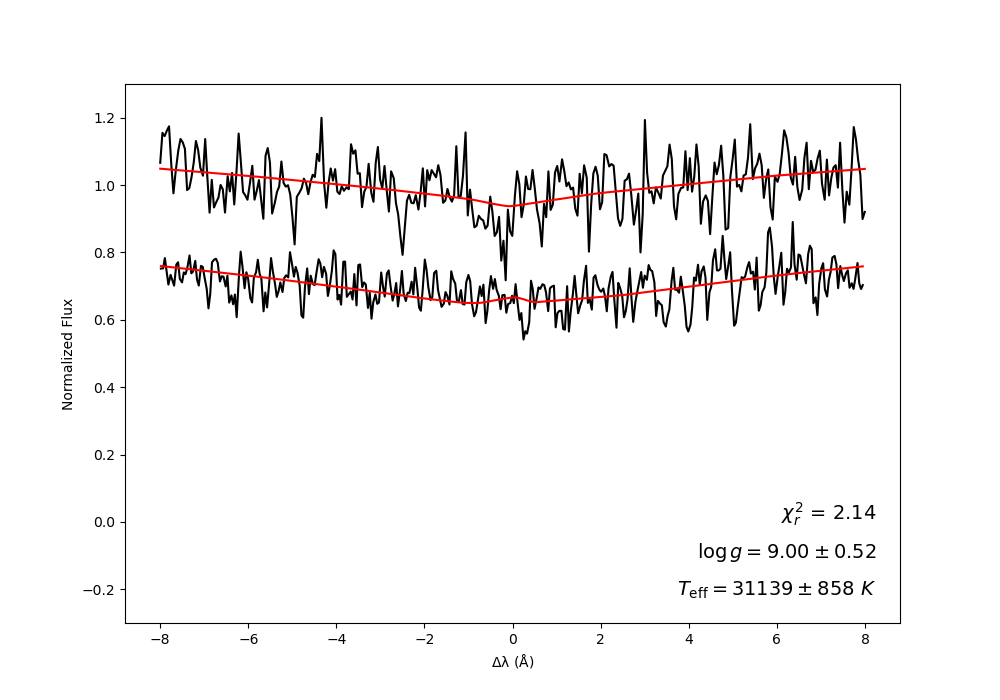 1.2
1.0
0.8
0.6
0.4
0.2
0.0
−0.2
Normalized Flux
χ²ᵣ = 2.14
log g = 9.00 ± 0.52
T_eff = 31139 ± 858 K
−8 −6 −4 −2 0 2 4 6 8
Δλ (Å)